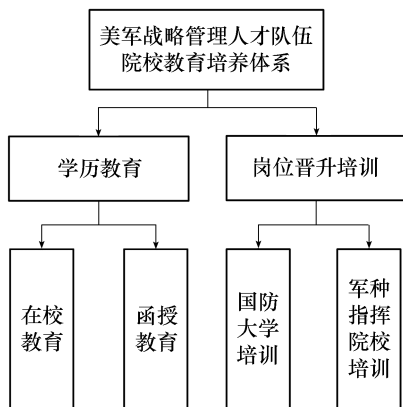 美军战略管理人才队伍
院校教育培养体系
学历教育
岗位晋升培训
在校
教育
函授
教育
国防
大学
培训
军种
指挥
院校
培训